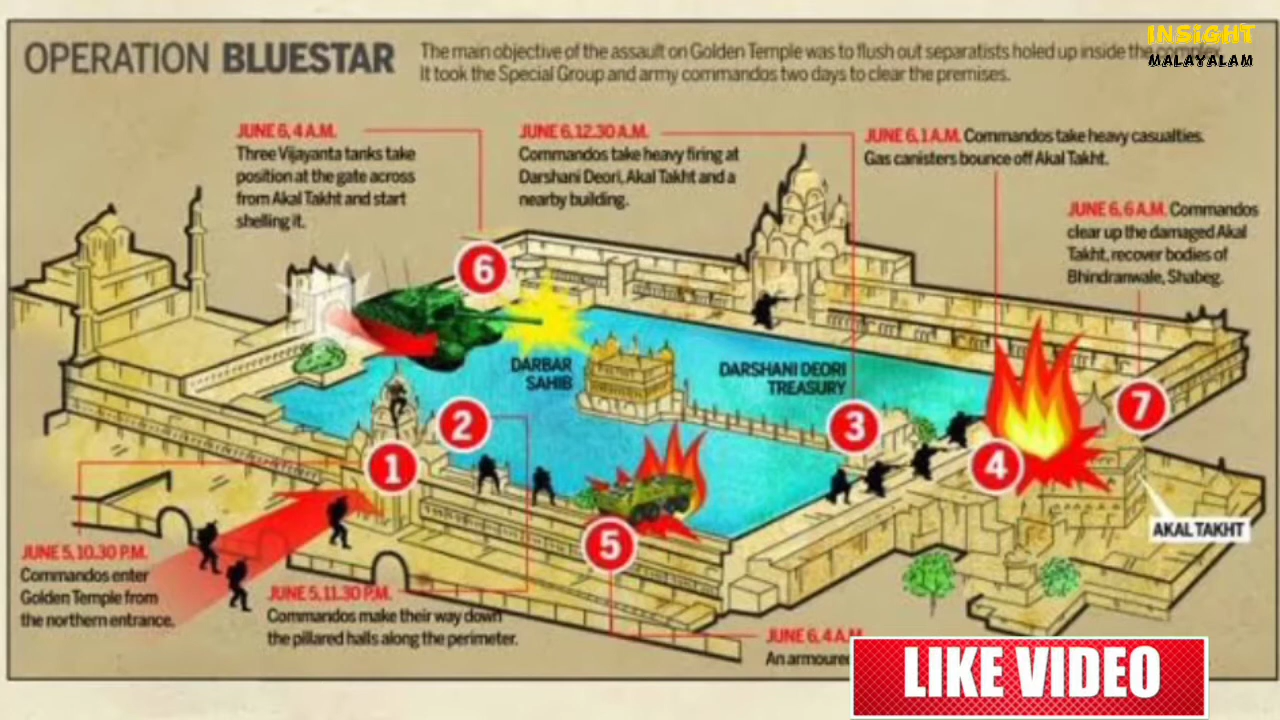 OPERATION BLUESTAR
The main objective of the assault on Golden Temple was to flush out separatists holed up inside the
It took the Special Group and army commandos two days to clear the premises.
INSiGHT
MALAYALAM
JUNE 6, 4 A.M.
Three Vijayanta tanks take
position at the gate across
from Akal Takht and start
shelling it.
JUNE 6, 12.30 A.M.
Commandos take heavy firing at
Darshani Deori, Akal Takht and a
nearby building.
JUNE 6, 1 A.M. Commandos take heavy casualties.
Gas canisters bounce off Akal Takht.
JUNE 6, 6 A.M. Commandos
clear up the damaged Akal
Takht, recover bodies of
Bhindranwale, Shabeg.
6
DARBAR
SAHIB
DARSHANI DEORI
TREASURY
7
2
3
1
4
5
AKAL TAKHT
JUNE 5, 10.30 P.M.
Commandos enter
Golden Temple from
the northern entrance.
JUNE 5, 11.30 P.M.
Commandos make their way down
the pillared halls along the perimeter.
JUNE 6, 4 A.M.
An
LIKE VIDEO